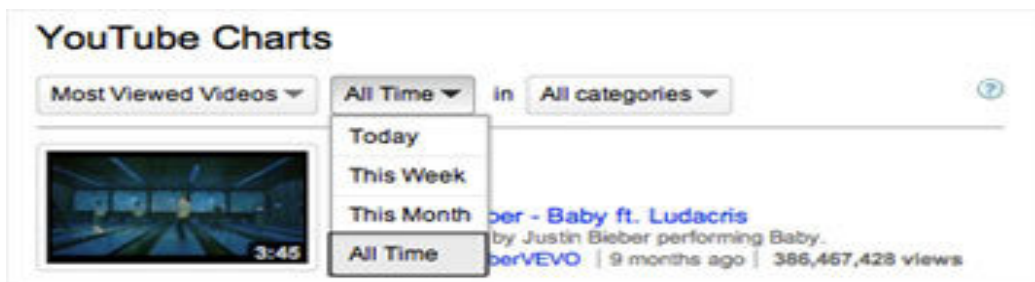 YouTube Charts
Most Viewed Videos All Time in All categories ?
Today
This Week
This Month
All Time
3:45
ber - Baby ft. Ludacris
by Justin Bieber performing Baby.
berVEVO | 9 months ago | 386,467,428 views